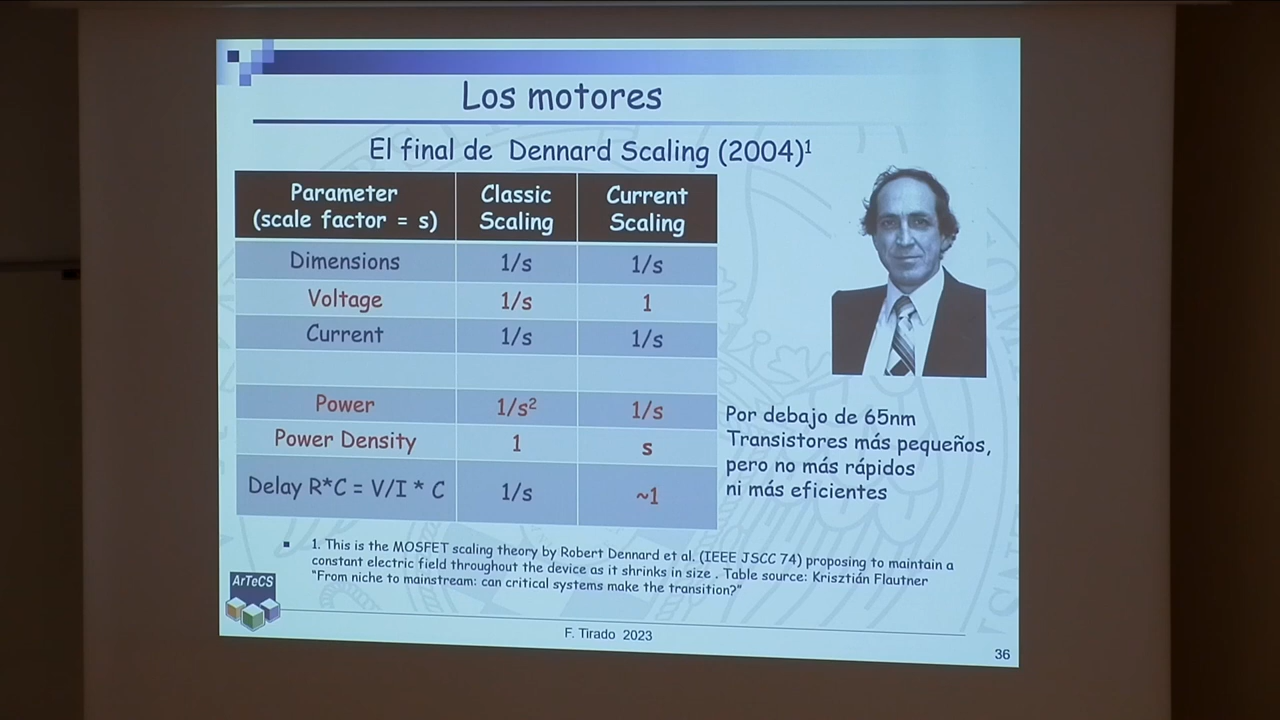 Los motores
El final de Dennard Scaling (2004)¹
Parameter (scale factor = s) Classic Scaling Current Scaling
Dimensions 1/s 1/s
Voltage 1/s 1
Current 1/s 1/s
Power 1/s² 1/s
Power Density 1 s
Delay R*C = V/I * C 1/s ~1
Por debajo de 65nm
Transistores más pequeños,
pero no más rápidos
ni más eficientes
1. This is the MOSFET scaling theory by Robert Dennard et al. (IEEE JSCC 74) proposing to maintain a
constant electric field throughout the device as it shrinks in size . Table source: Krisztián Flautner
"From niche to mainstream: can critical systems make the transition?"
ArTeCS
F. Tirado 2023
36